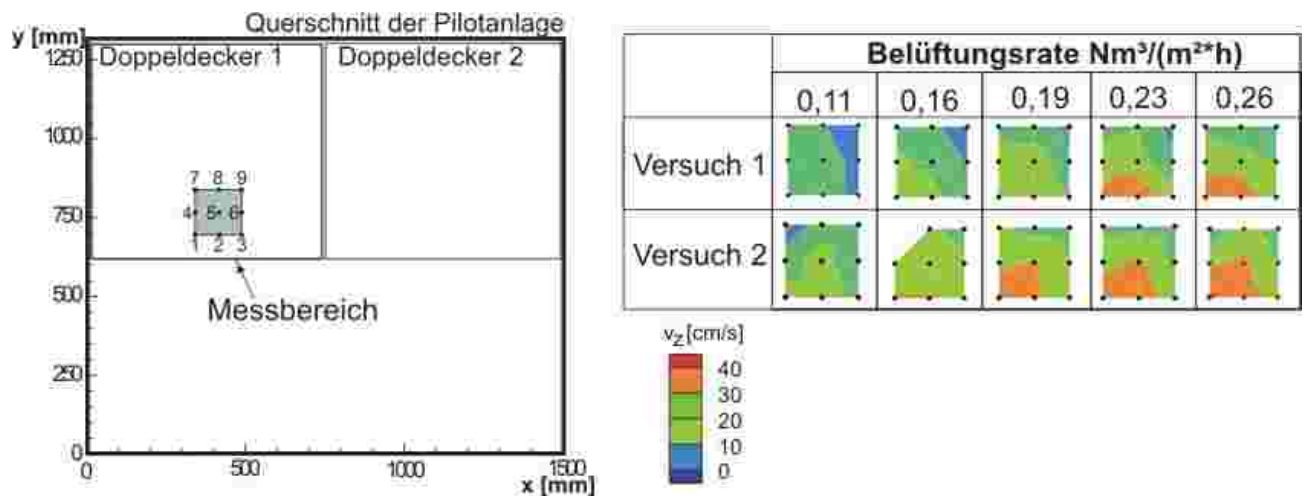 Querschnitt der Pilotanlage
y [mm]
1250
Doppeldecker 1
Doppeldecker 2
1000
7 8 9
750
4 5 6
1 2 3
500
Messbereich
250
0
0 500 1000 1500
x [mm]
Belüftungsrate Nm³/(m²*h)
0,11 0,16 0,19 0,23 0,26
Versuch 1
Versuch 2
vZ [cm/s]
40
30
20
10
0